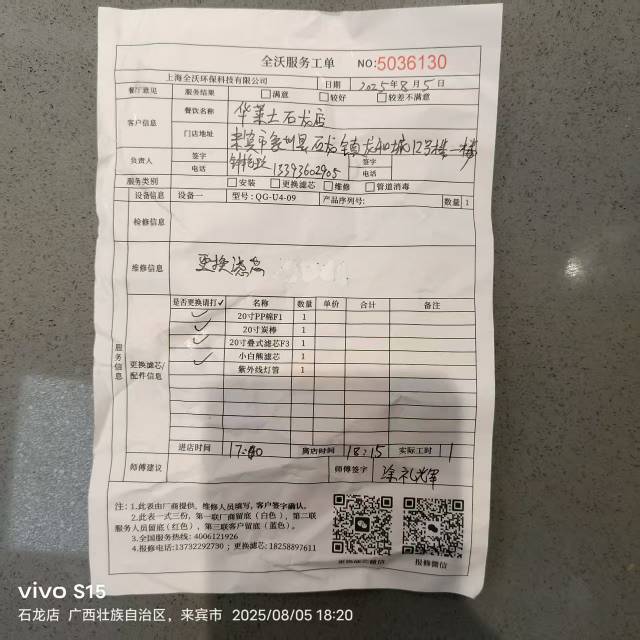 全沃服务工单 NO:5036130
上海全沃环保科技有限公司 日期 2025年8月5日
餐厅意见 服务结果 满意 较好 较差不满意
客户信息 餐饮名称 华莱士石龙店
门店地址 来宾市象州县石龙镇龙和城12号楼一楼
负责人 签字 电话 13393602905 签字 电话
服务类别 安装 更换滤芯 维修 管道消毒
设备信息 设备一 型号:QG-U4-09 产品序列号: 数量 1
检修信息
维修信息 更换滤芯
服务信息 更换滤芯/配件信息
是否更换请打✓ 名称 数量 单价 合计 备注
✓ 20寸PP棉F1 1
✓ 20寸炭棒 1
✓ 20寸叠式滤芯F3 1
✓ 小白熊滤芯 1
紫外线灯管 1
进店时间 17:40 离店时间 18:15 实际工时 1
师傅建议 师傅签字 涂礼辉
注:1.此表由厂商提供,维修人员填写,客户签字确认。
2.此表一式三份,第一联厂商留底(白色),第二联
服务人员留底(红色),第三联客户留底(蓝色)。
3.全国服务热线:4006121926
4.报修电话:13732292730;更换滤芯:18258897611
更换滤芯微信 报修微信
vivo S15
石龙店 广西壮族自治区,来宾市 2025/08/05 18:20